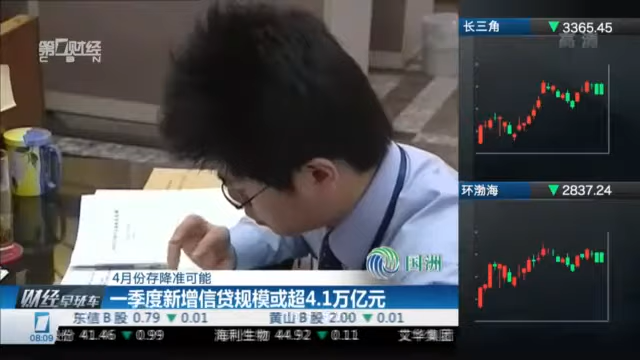 第一财经
CBN
长三角 ▼ 3365.45
高清
环渤海 ▼ 2837.24
国洲
4月份存降准可能
财经早班车
一季度新增信贷规模或超4.1万亿元
东信B股 0.79 ▼ 0.01
黄山B股 2.00 ▼ 0.01
08:09
41.46 ▼ 0.99
海利生物 44.92 ▼ 0.11
艾华集团